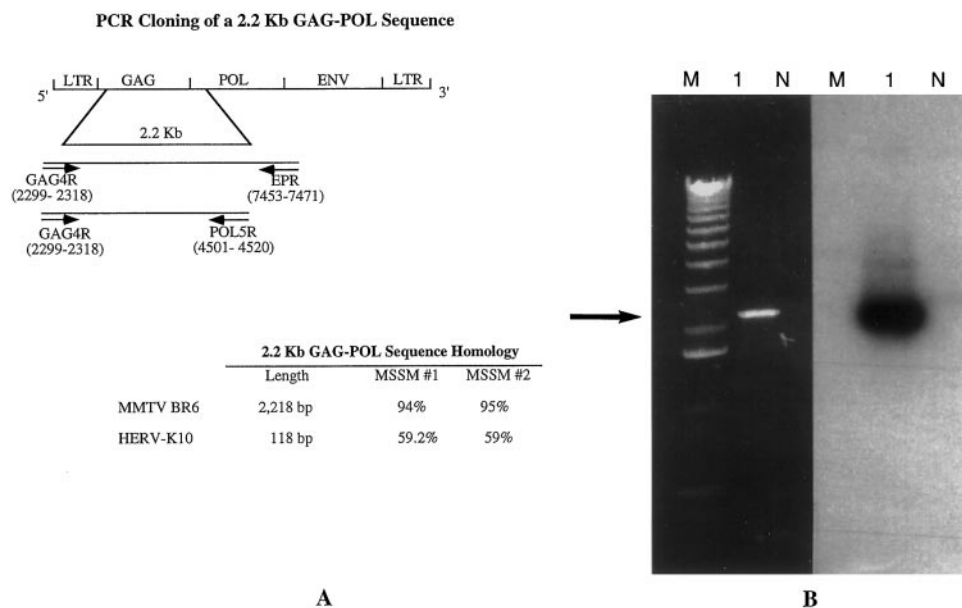 PCR Cloning of a 2.2 Kb GAG-POL Sequence
LTR GAG POL ENV LTR
5' 3'
2.2 Kb
GAG4R EPR
(2299- 2318) (7453-7471)
GAG4R POL5R
(2299-2318) (4501- 4520)
2.2 Kb GAG-POL Sequence Homology
Length MSSM #1 MSSM #2
MMTV BR6 2,218 bp 94% 95%
HERV-K10 118 bp 59.2% 59%
A
M 1 N M 1 N
B